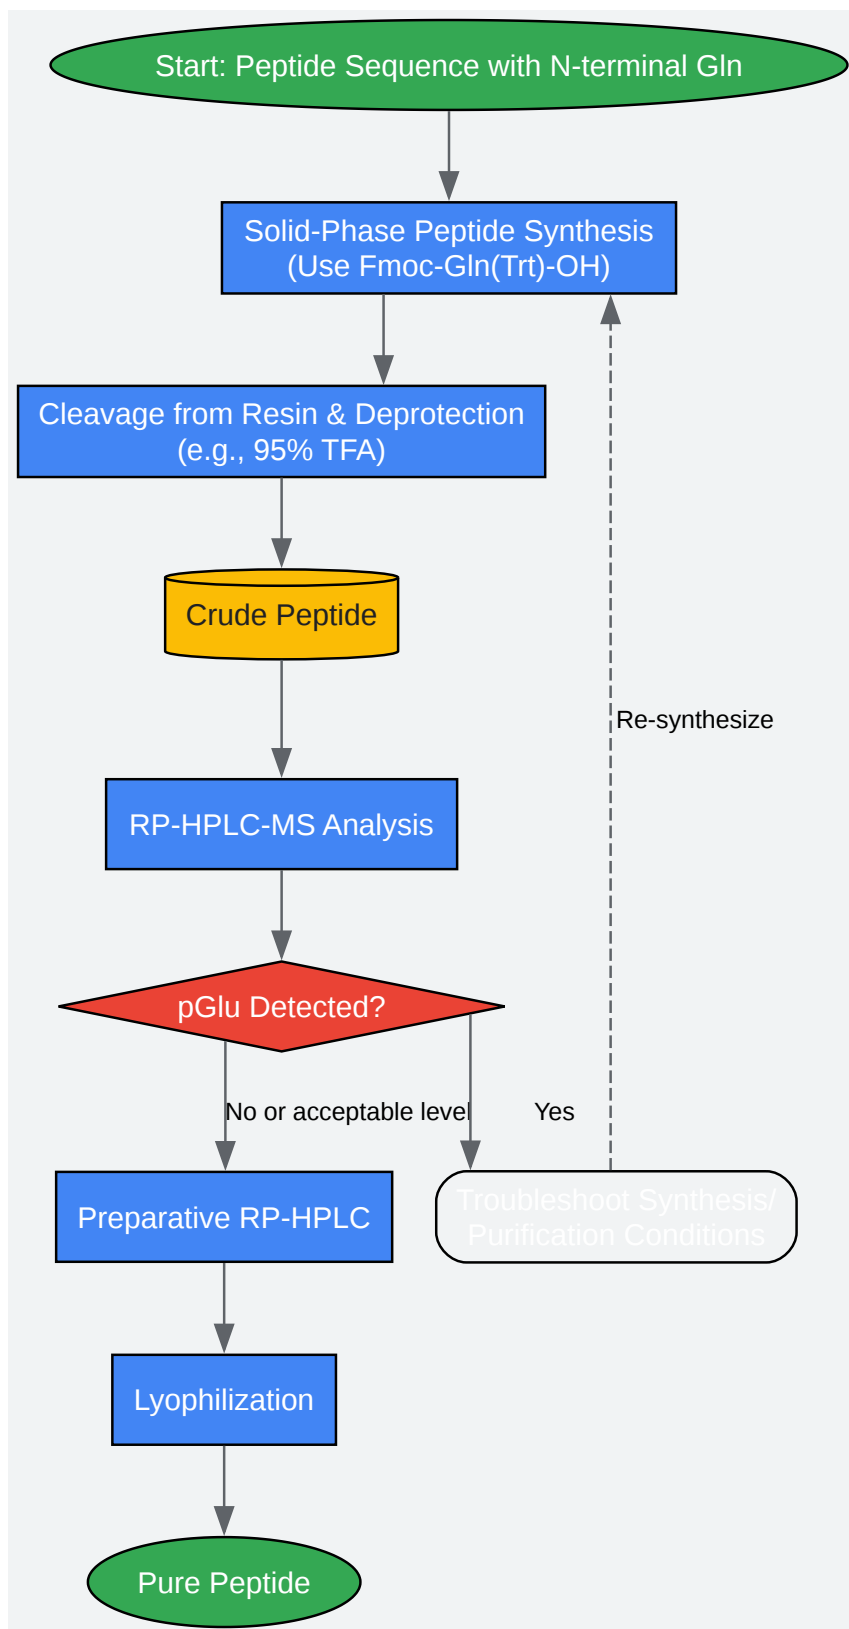 Start: Peptide Sequence with N-terminal Gln
Solid-Phase Peptide Synthesis
(Use Fmoc-Gln(Trt)-OH)
Cleavage from Resin & Deprotection
(e.g., 95% TFA)
Crude Peptide
Re-synthesize
RP-HPLC-MS Analysis
pGlu Detected?
No or acceptable level
Yes
Preparative RP-HPLC
Troubleshoot Synthesis/
Purification Conditions
Lyophilization
Pure Peptide